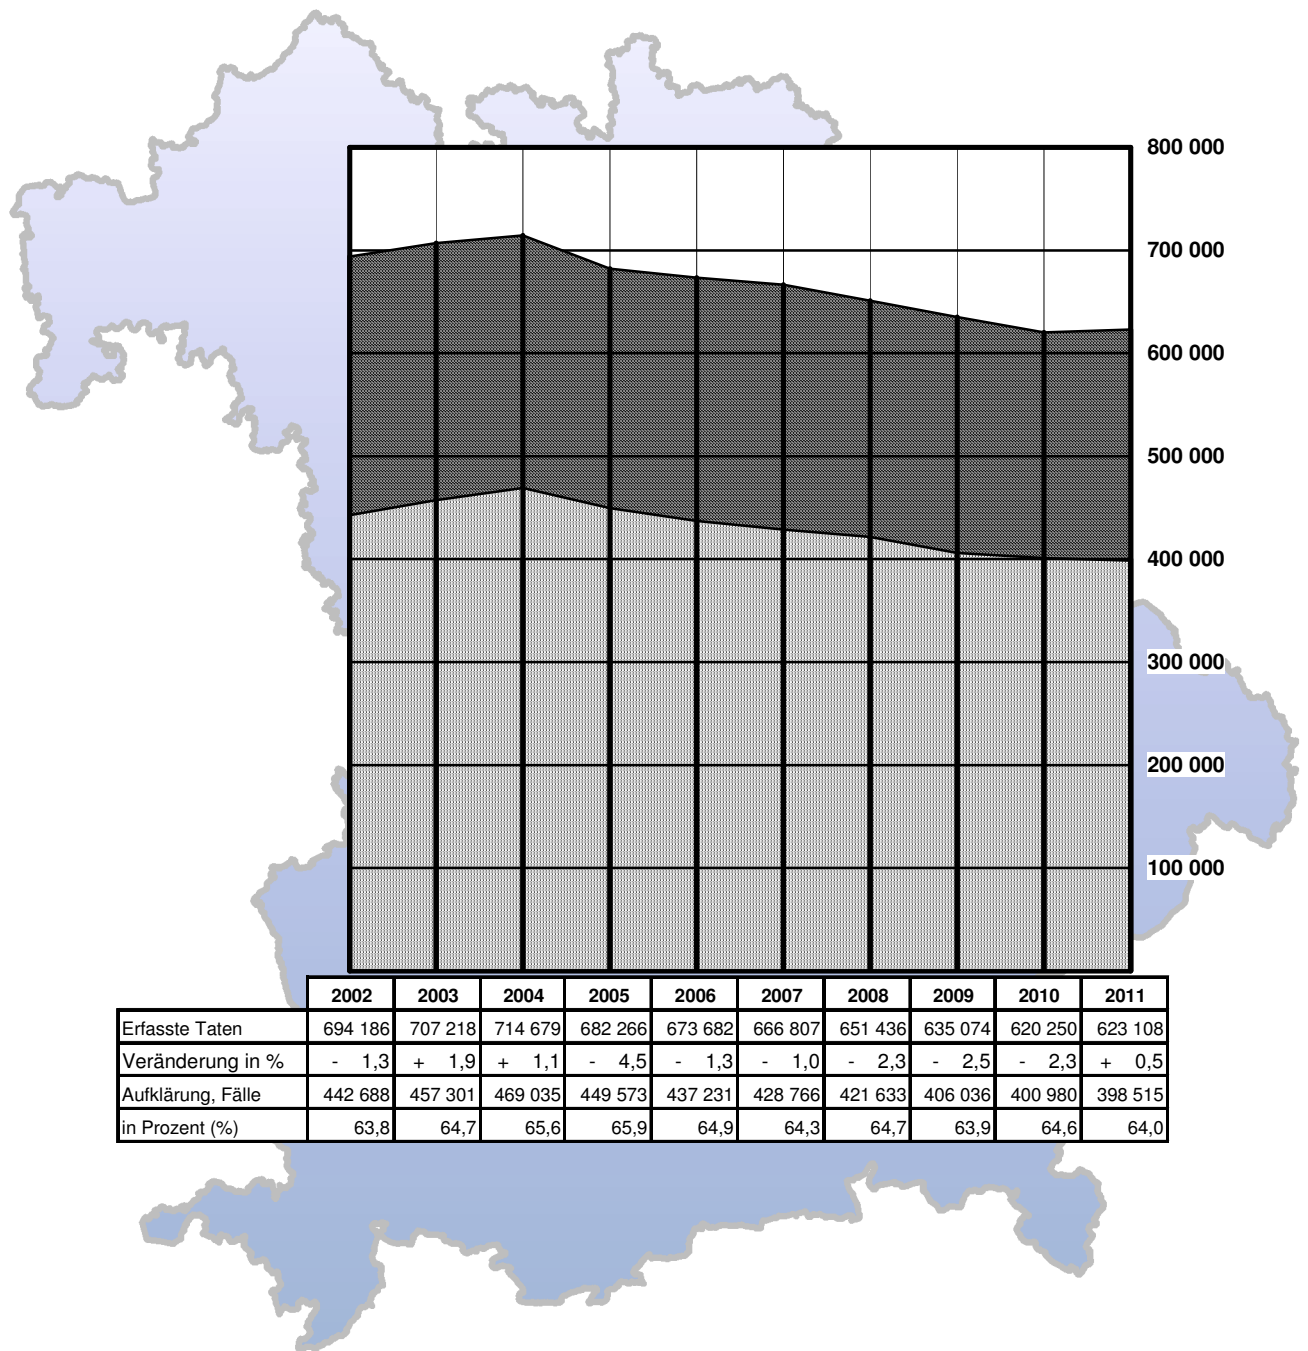 800 000
700 000
600 000
500 000
400 000
300 000
200 000
100 000
2002 2003 2004 2005 2006 2007 2008 2009 2010 2011
Erfasste Taten 694 186 707 218 714 679 682 266 673 682 666 807 651 436 635 074 620 250 623 108
Veränderung in % - 1,3 + 1,9 + 1,1 - 4,5 - 1,3 - 1,0 - 2,3 - 2,5 - 2,3 + 0,5
Aufklärung, Fälle 442 688 457 301 469 035 449 573 437 231 428 766 421 633 406 036 400 980 398 515
in Prozent (%) 63,8 64,7 65,6 65,9 64,9 64,3 64,7 63,9 64,6 64,0